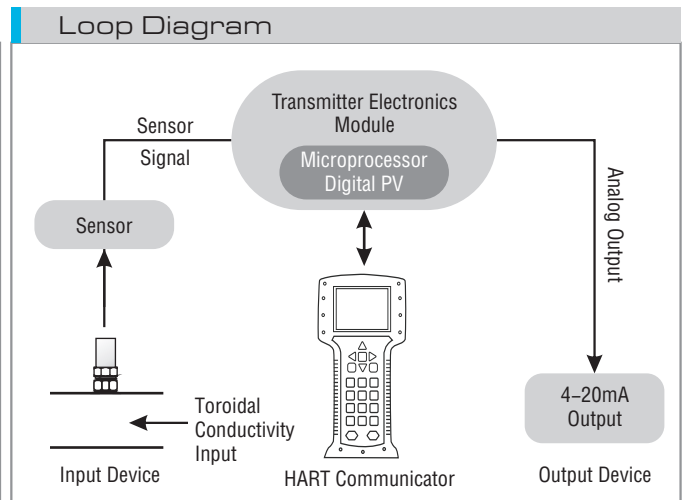 Loop Diagram
Transmitter Electronics
Module
Microprocessor
Digital PV
Sensor
Signal
Sensor
Analog Output
Toroidal
Conductivity
Input
4–20mA
Output
Input Device
HART Communicator
Output Device